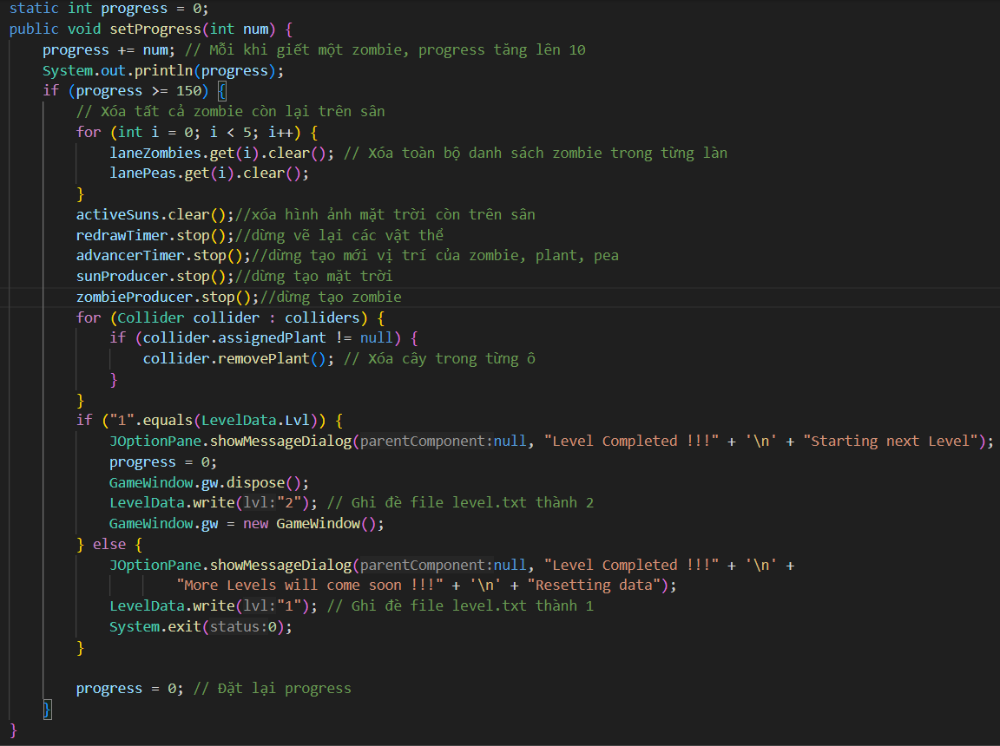 static int progress = 0;
public void setProgress(int num) {
progress += num; // Mỗi khi giết một zombie, progress tăng lên 10
System.out.println(progress);
if (progress >= 150) {
// Xóa tất cả zombie còn lại trên sân
for (int i = 0; i < 5; i++) {
laneZombies.get(i).clear(); // Xóa toàn bộ danh sách zombie trong từng làn
lanePeas.get(i).clear();
}
activeSuns.clear();//xóa hình ảnh mặt trời còn trên sân
redrawTimer.stop();//dừng vẽ lại các vật thể
advancerTimer.stop();//dừng tạo mới vị trí của zombie, plant, pea
sunProducer.stop();//dừng tạo mặt trời
zombieProducer.stop();//dừng tạo zombie
for (Collider collider : colliders) {
if (collider.assignedPlant != null) {
collider.removePlant(); // Xóa cây trong từng ô
}
}
if ("1".equals(LevelData.Lvl)) {
JOptionPane.showMessageDialog(parentComponent:null, "Level Completed !!!" + '\n' + "Starting next Level");
progress = 0;
GameWindow.gw.dispose();
LevelData.write(lvl:"2"); // Ghi đè file level.txt thành 2
GameWindow.gw = new GameWindow();
} else {
JOptionPane.showMessageDialog(parentComponent:null, "Level Completed !!!" + '\n' +
"More Levels will come soon !!!" + '\n' + "Resetting data");
LevelData.write(lvl:"1"); // Ghi đè file level.txt thành 1
System.exit(status:0);
}
progress = 0; // Đặt lại progress
}
}